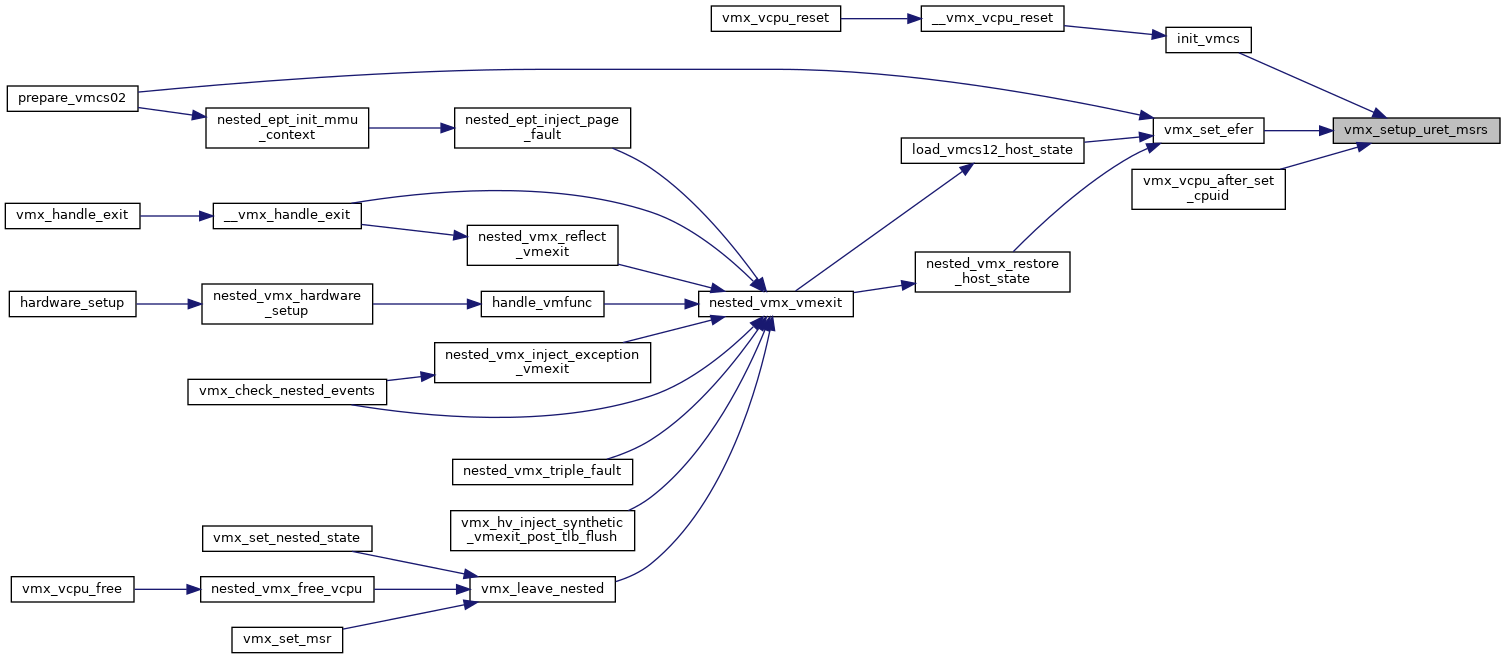 vmx_vcpu_reset
__vmx_vcpu_reset
init_vmcs
prepare_vmcs02
nested_ept_init_mmu
_context
nested_ept_inject_page
_fault
vmx_set_efer
vmx_setup_uret_msrs
load_vmcs12_host_state
vmx_vcpu_after_set
_cpuid
vmx_handle_exit
__vmx_handle_exit
nested_vmx_reflect
_vmexit
nested_vmx_restore
_host_state
hardware_setup
nested_vmx_hardware
_setup
handle_vmfunc
nested_vmx_vmexit
nested_vmx_inject_exception
_vmexit
vmx_check_nested_events
nested_vmx_triple_fault
vmx_hv_inject_synthetic
_vmexit_post_tlb_flush
vmx_set_nested_state
vmx_vcpu_free
nested_vmx_free_vcpu
vmx_leave_nested
vmx_set_msr